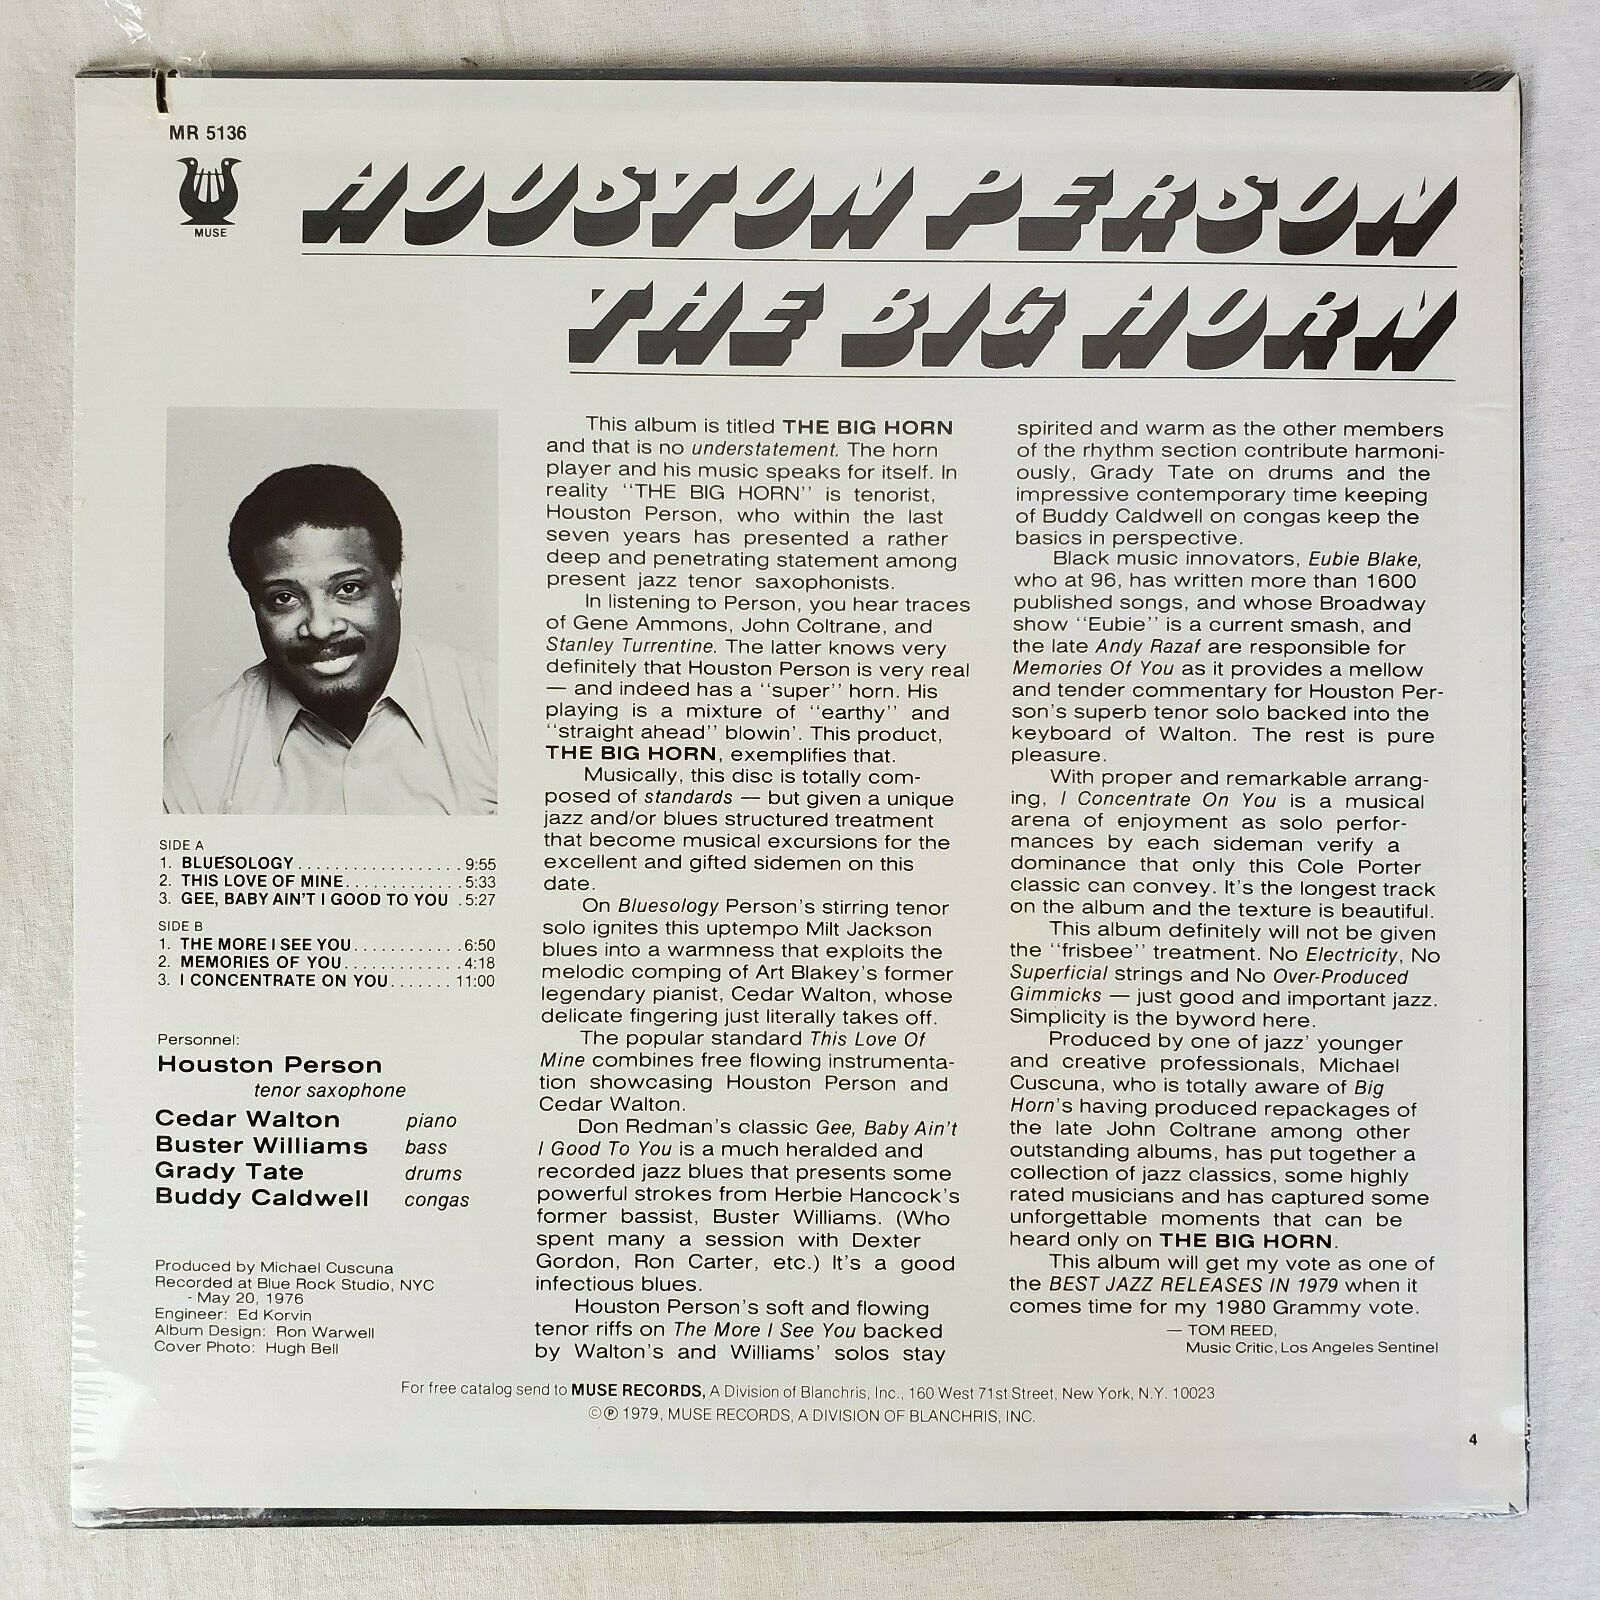 MR 5136
MUSE
HOUSTON PERSON
THE BIG HORN
SIDE A
1. BLUESOLOGY . . . . . . . . . . . . . . . . . . 9:55
2. THIS LOVE OF MINE. . . . . . . . . . . . . 5:33
3. GEE, BABY AIN'T I GOOD TO YOU . 5:27
SIDE B
1. THE MORE I SEE YOU. . . . . . . . . . . . 6:50
2. MEMORIES OF YOU. . . . . . . . . . . . . 4:18
3. I CONCENTRATE ON YOU. . . . . . . 11:00
Personnel:
Houston Person
tenor saxophone
Cedar Walton piano
Buster Williams bass
Grady Tate drums
Buddy Caldwell congas
Produced by Michael Cuscuna
Recorded at Blue Rock Studio, NYC
- May 20, 1976
Engineer: Ed Korvin
Album Design: Ron Warwell
Cover Photo: Hugh Bell
This album is titled THE BIG HORN
and that is no understatement. The horn
player and his music speaks for itself. In
reality "THE BIG HORN" is tenorist,
Houston Person, who within the last
seven years has presented a rather
deep and penetrating statement among
present jazz tenor saxophonists.
In listening to Person, you hear traces
of Gene Ammons, John Coltrane, and
Stanley Turrentine. The latter knows very
definitely that Houston Person is very real
— and indeed has a "super" horn. His
playing is a mixture of "earthy" and
"straight ahead" blowin'. This product,
THE BIG HORN, exemplifies that.
Musically, this disc is totally com-
posed of standards — but given a unique
jazz and/or blues structured treatment
that become musical excursions for the
excellent and gifted sidemen on this
date.
On Bluesology Person's stirring tenor
solo ignites this uptempo Milt Jackson
blues into a warmness that exploits the
melodic comping of Art Blakey's former
legendary pianist, Cedar Walton, whose
delicate fingering just literally takes off.
The popular standard This Love Of
Mine combines free flowing instrumenta-
tion showcasing Houston Person and
Cedar Walton.
Don Redman's classic Gee, Baby Ain't
I Good To You is a much heralded and
recorded jazz blues that presents some
powerful strokes from Herbie Hancock's
former bassist, Buster Williams. (Who
spent many a session with Dexter
Gordon, Ron Carter, etc.) It's a good
infectious blues.
Houston Person's soft and flowing
tenor riffs on The More I See You backed
by Walton's and Williams' solos stay
spirited and warm as the other members
of the rhythm section contribute harmoni-
ously, Grady Tate on drums and the
impressive contemporary time keeping
of Buddy Caldwell on congas keep the
basics in perspective.
Black music innovators, Eubie Blake,
who at 96, has written more than 1600
published songs, and whose Broadway
show "Eubie" is a current smash, and
the late Andy Razaf are responsible for
Memories Of You as it provides a mellow
and tender commentary for Houston Per-
son's superb tenor solo backed into the
keyboard of Walton. The rest is pure
pleasure.
With proper and remarkable arrang-
ing, I Concentrate On You is a musical
arena of enjoyment as solo perfor-
mances by each sideman verify a
dominance that only this Cole Porter
classic can convey. It's the longest track
on the album and the texture is beautiful.
This album definitely will not be given
the "frisbee" treatment. No Electricity, No
Superficial strings and No Over-Produced
Gimmicks — just good and important jazz.
Simplicity is the byword here.
Produced by one of jazz' younger
and creative professionals, Michael
Cuscuna, who is totally aware of Big
Horn's having produced repackages of
the late John Coltrane among other
outstanding albums, has put together a
collection of jazz classics, some highly
rated musicians and has captured some
unforgettable moments that can be
heard only on THE BIG HORN.
This album will get my vote as one of
the BEST JAZZ RELEASES IN 1979 when it
comes time for my 1980 Grammy vote.
— TOM REED,
Music Critic, Los Angeles Sentinel
For free catalog send to MUSE RECORDS, A Division of Blanchris, Inc., 160 West 71st Street, New York, N.Y. 10023
©℗ 1979, MUSE RECORDS, A DIVISION OF BLANCHRIS, INC.
4